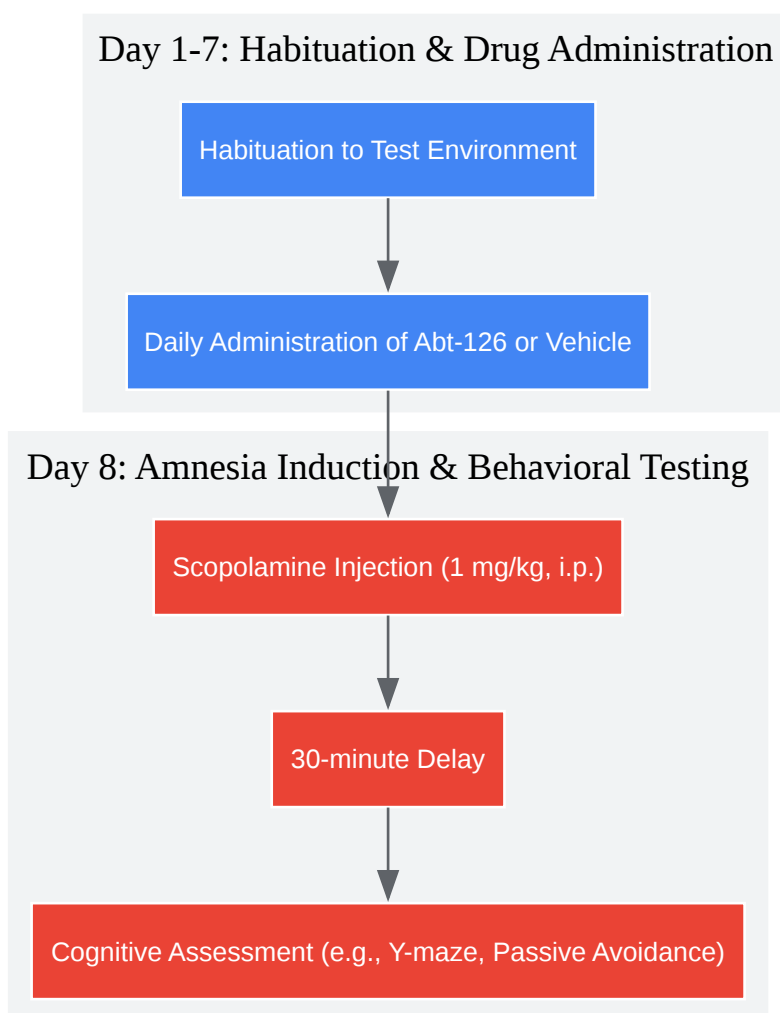 Day 1-7: Habituation & Drug Administration
Habituation to Test Environment
Daily Administration of Abt-126 or Vehicle
Day 8: Amnesia Induction & Behavioral Testing
Scopolamine Injection (1 mg/kg, i.p.)
30-minute Delay
Cognitive Assessment (e.g., Y-maze, Passive Avoidance)